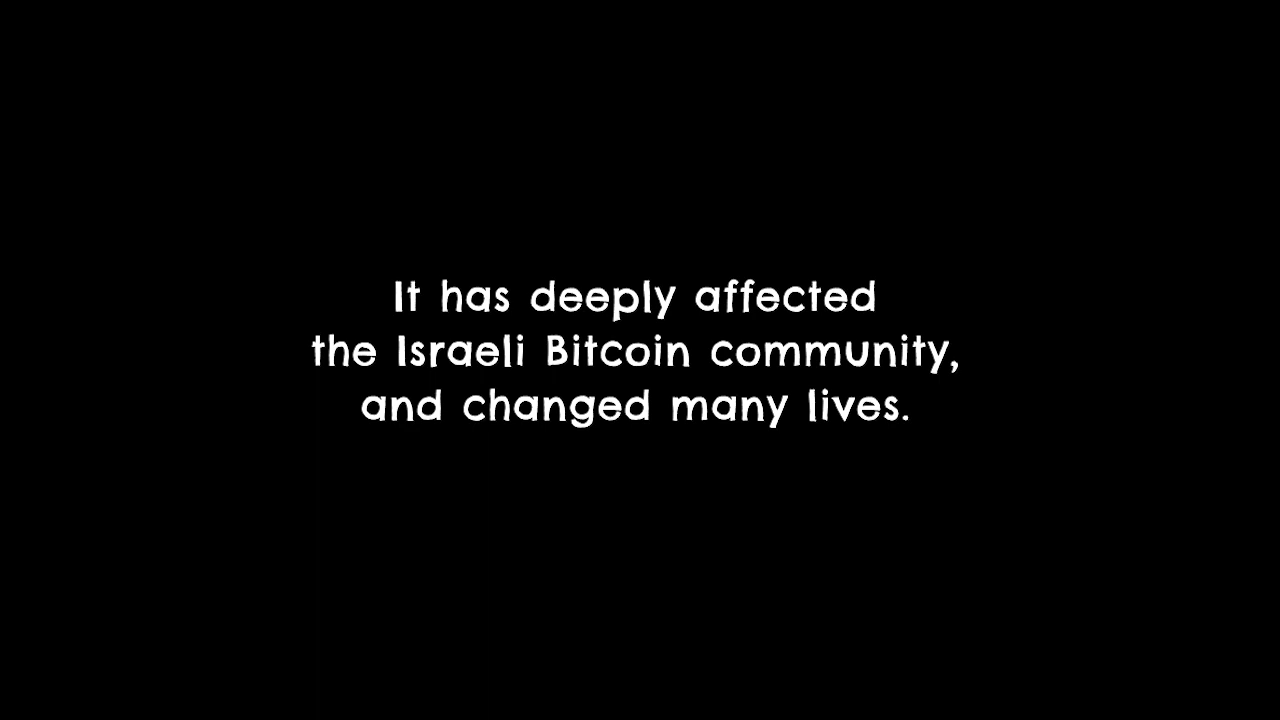 It has deeply affected
the Israeli Bitcoin community,
and changed many lives.